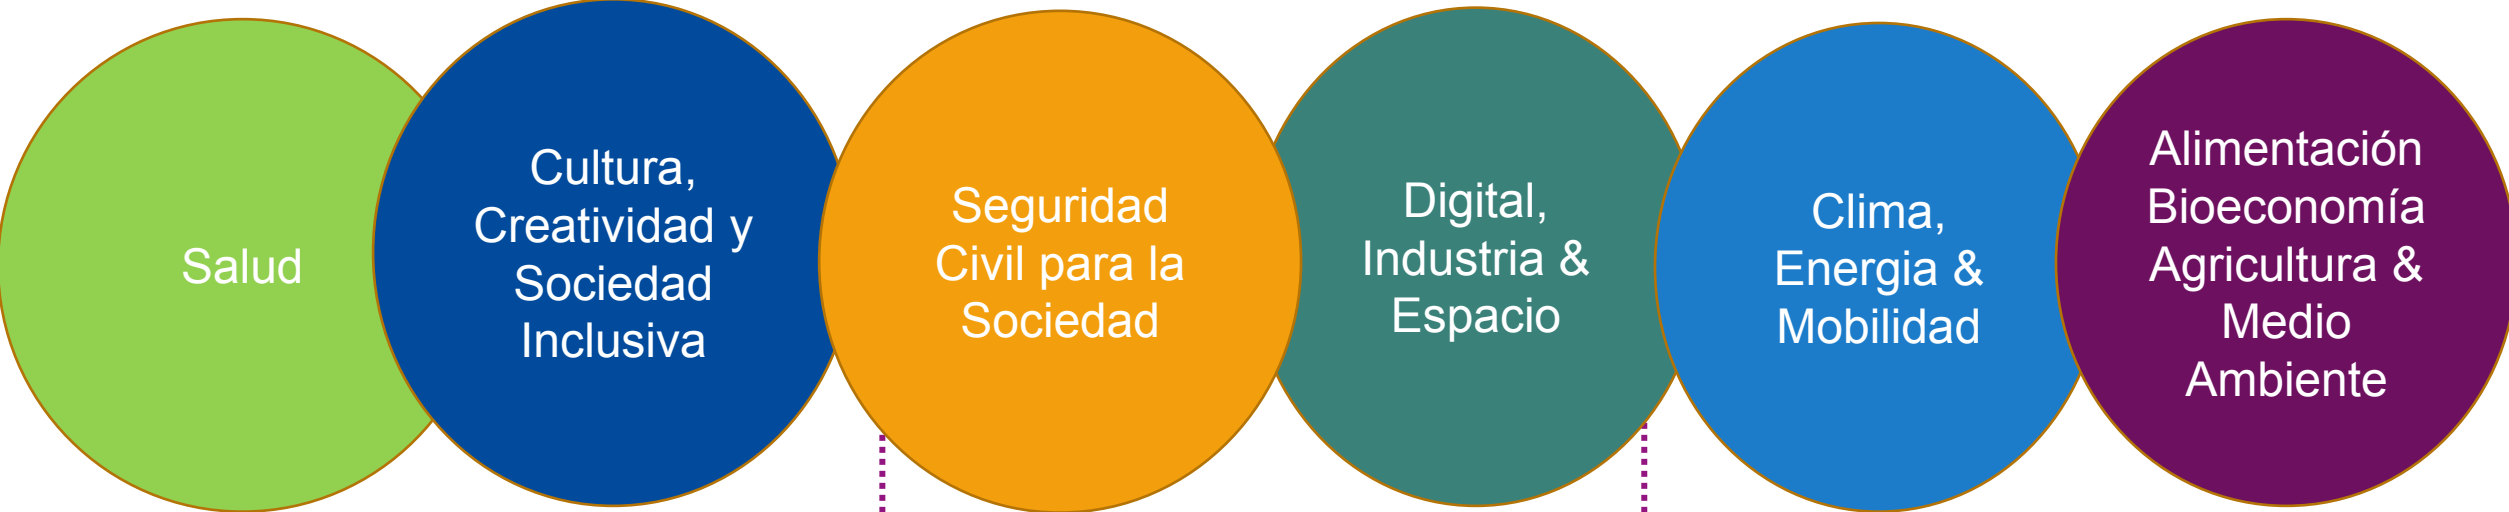 Salud
Cultura,
Creatividad y
Sociedad
Inclusiva
Seguridad
Civil para la
Sociedad
Digital,
Industria &
Espacio
Clima,
Energia &
Mobilidad
Alimentación
Bioeconomía
Agricultura &
Medio
Ambiente